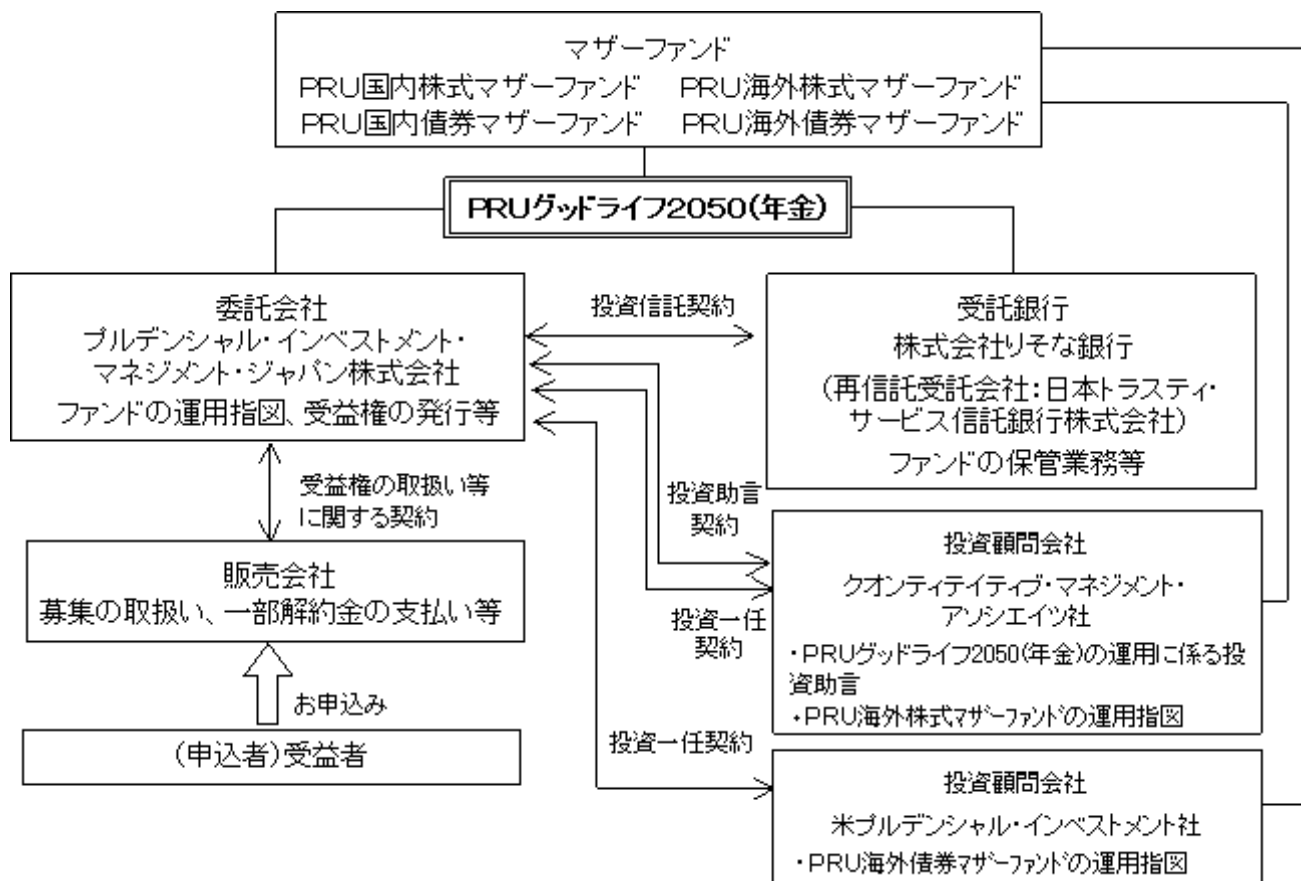 マザーファンド
PRU国内株式マザーファンド　PRU海外株式マザーファンド
PRU国内債券マザーファンド　PRU海外債券マザーファンド
PRUグッドライフ2050(年金)
委託会社
プルデンシャル・インベストメント・
マネジメント・ジャパン株式会社
ファンドの運用指図、受益権の発行等
投資信託契約
受託銀行
株式会社りそな銀行
(再信託受託会社:日本トラスティ・
サービス信託銀行株式会社)
ファンドの保管業務等
受益権の取扱い等
に関する契約
投資助言
契約
販売会社
募集の取扱い、一部解約金の支払い等
投資一任
契約
投資顧問会社
クオンティテイティブ・マネジメント・
アソシエイツ社
・PRUグッドライフ2050(年金)の運用に係る投
資助言
・PRU海外株式マザーファンドの運用指図
お申込み
(申込者)受益者
投資一任契約
投資顧問会社
米プルデンシャル・インベストメント社
・PRU海外債券マザーファンドの運用指図